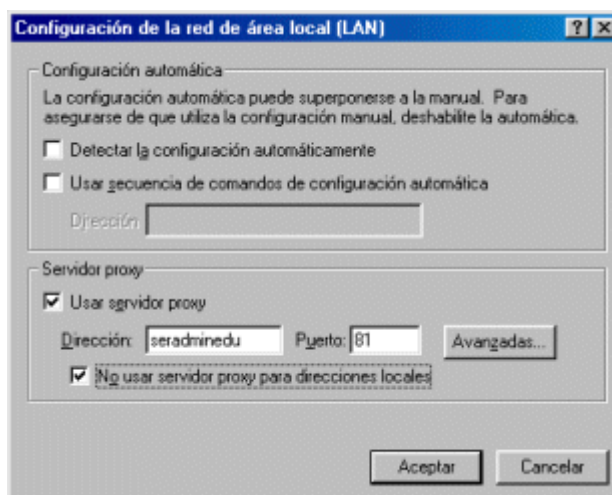 Configuración de la red de área local (LAN)
Configuración automática
La configuración automática puede superponerse a la manual. Para
asegurarse de que utiliza la configuración manual, deshabilite la automática.
Detectar la configuración automáticamente
Usar secuencia de comandos de configuración automática
Dirección
Servidor proxy
Usar servidor proxy
Dirección: seradminedu Puerto: 81 Avanzadas...
No usar servidor proxy para direcciones locales
Aceptar Cancelar